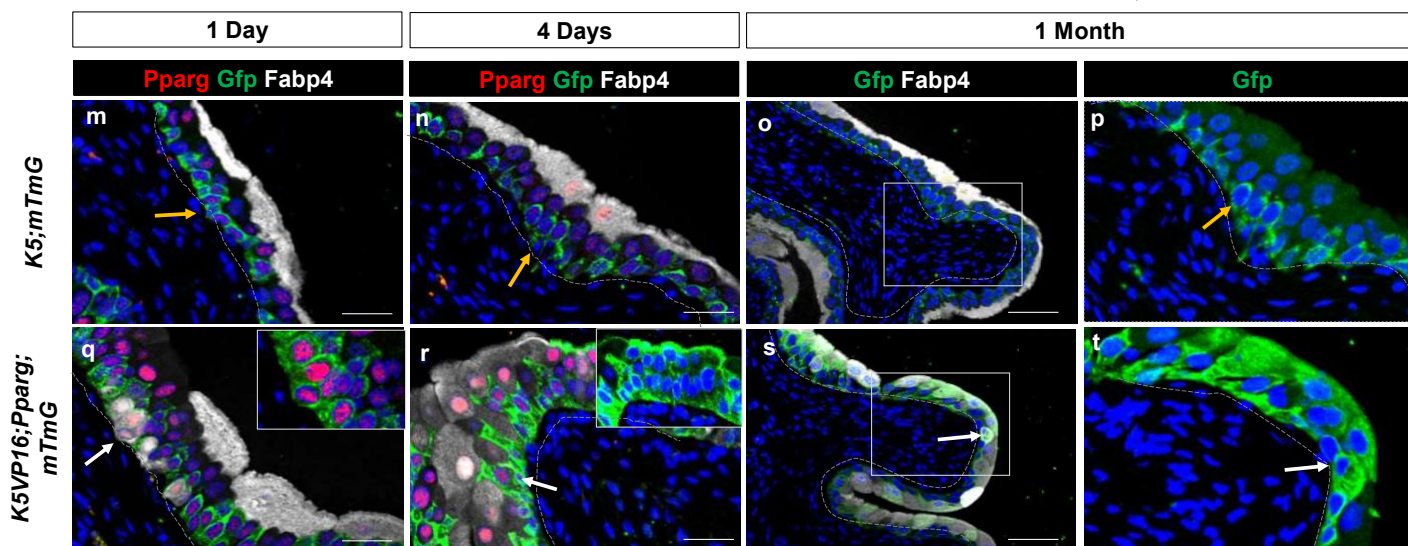 1 Day 4 Days 1 Month
Pparg Gfp Fabp4 Pparg Gfp Fabp4 Gfp Fabp4 Gfp
K5;mTmG
m n o p
K5VP16;Pparg;
mTmG
q r s t